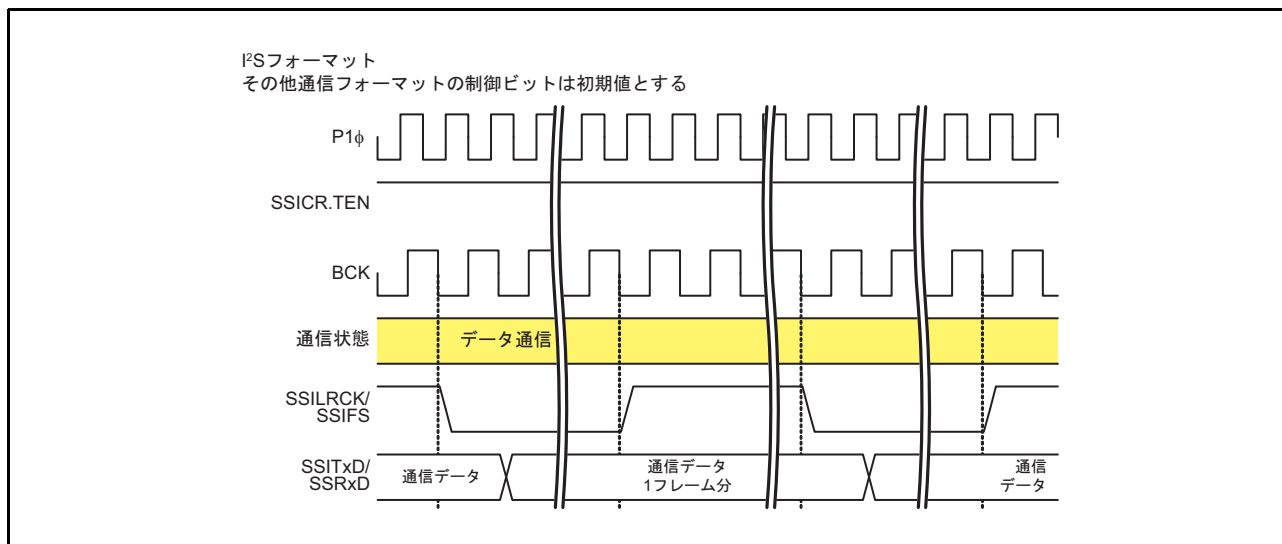 I²Sフォーマット
その他通信フォーマットの制御ビットは初期値とする
P1ϕ
SSICR.TEN
BCK
通信状態
データ通信
SSILRCK/
SSIFS
SSITxD/
SSRxD
通信データ
通信データ
1フレーム分
通信
データ